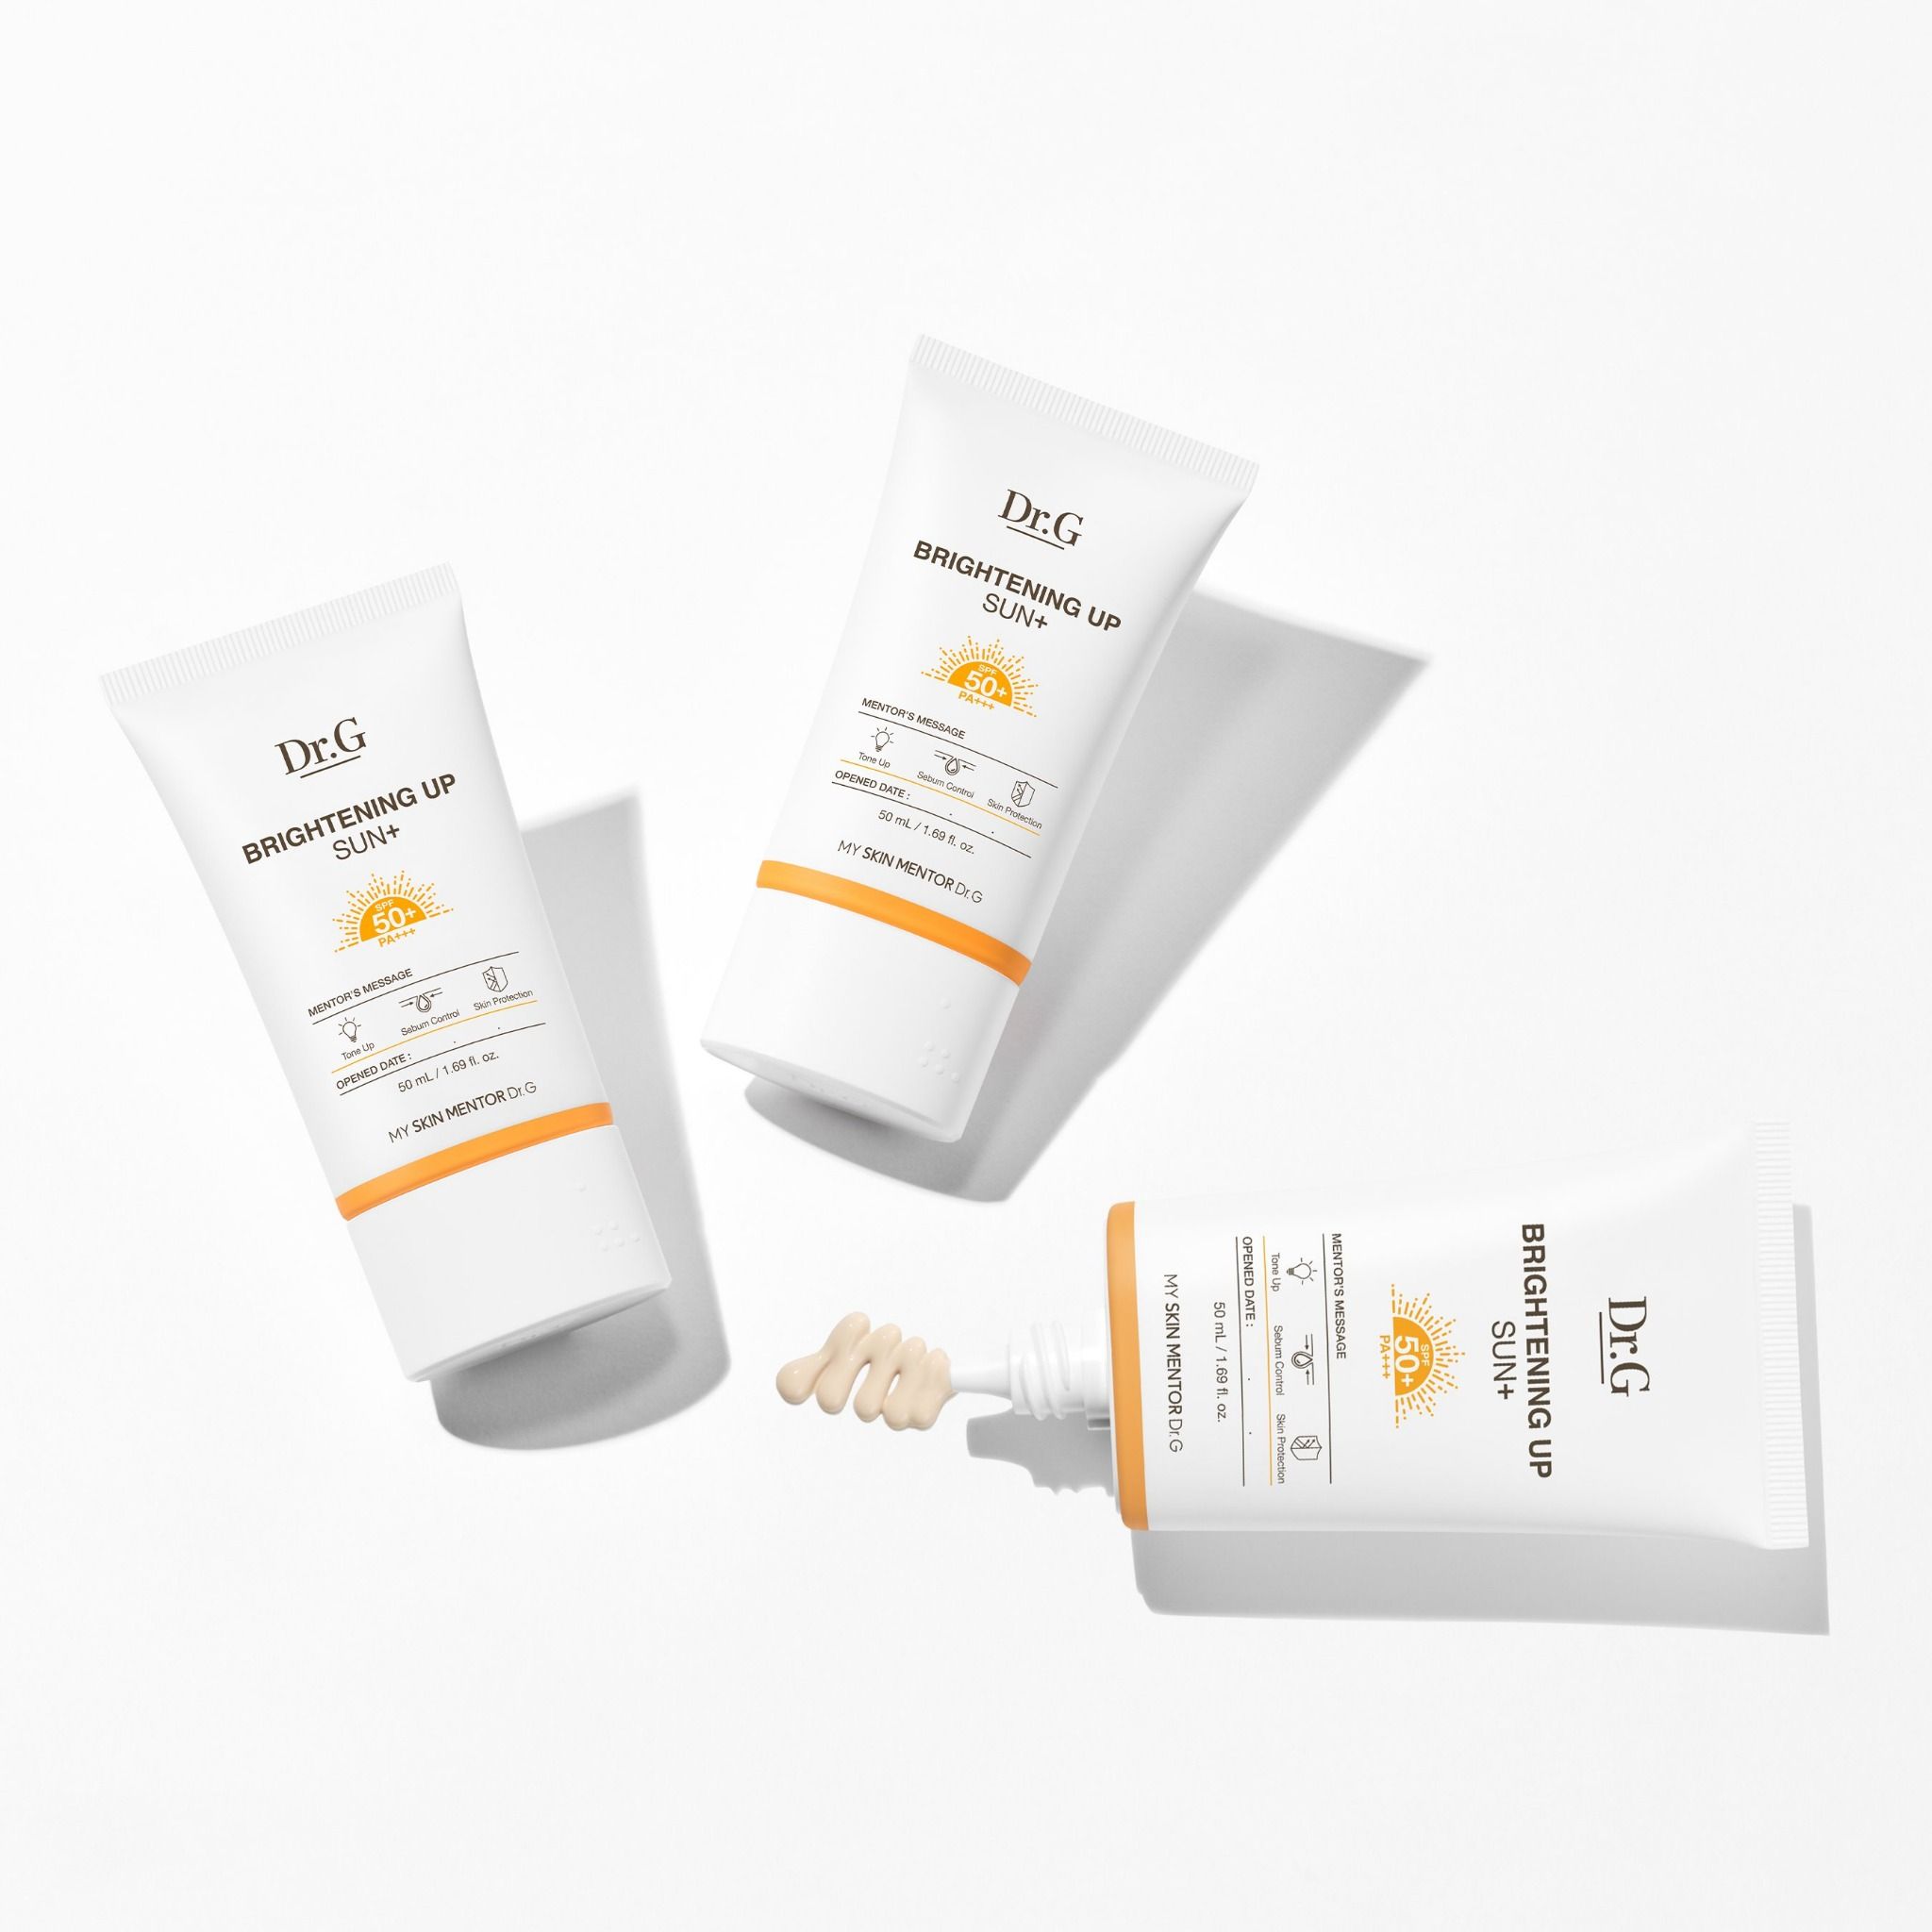 Dr.G
BRIGHTENING UP
SUN+
SPF
50+
PA+++
MENTOR'S MESSAGE
Tone Up Sebum Control Skin Protection
OPENED DATE : . .
50 mL / 1.69 fl. oz.
MY SKIN MENTOR Dr.G
Dr.G
BRIGHTENING UP
SUN+
SPF
50+
PA+++
MENTOR'S MESSAGE
Tone Up Sebum Control Skin Protection
OPENED DATE : . .
50 mL / 1.69 fl. oz.
MY SKIN MENTOR Dr.G
Dr.G
BRIGHTENING UP
SUN+
SPF
50+
PA+++
MENTOR'S MESSAGE
Tone Up Sebum Control Skin Protection
OPENED DATE : . .
50 mL / 1.69 fl. oz.
MY SKIN MENTOR Dr.G